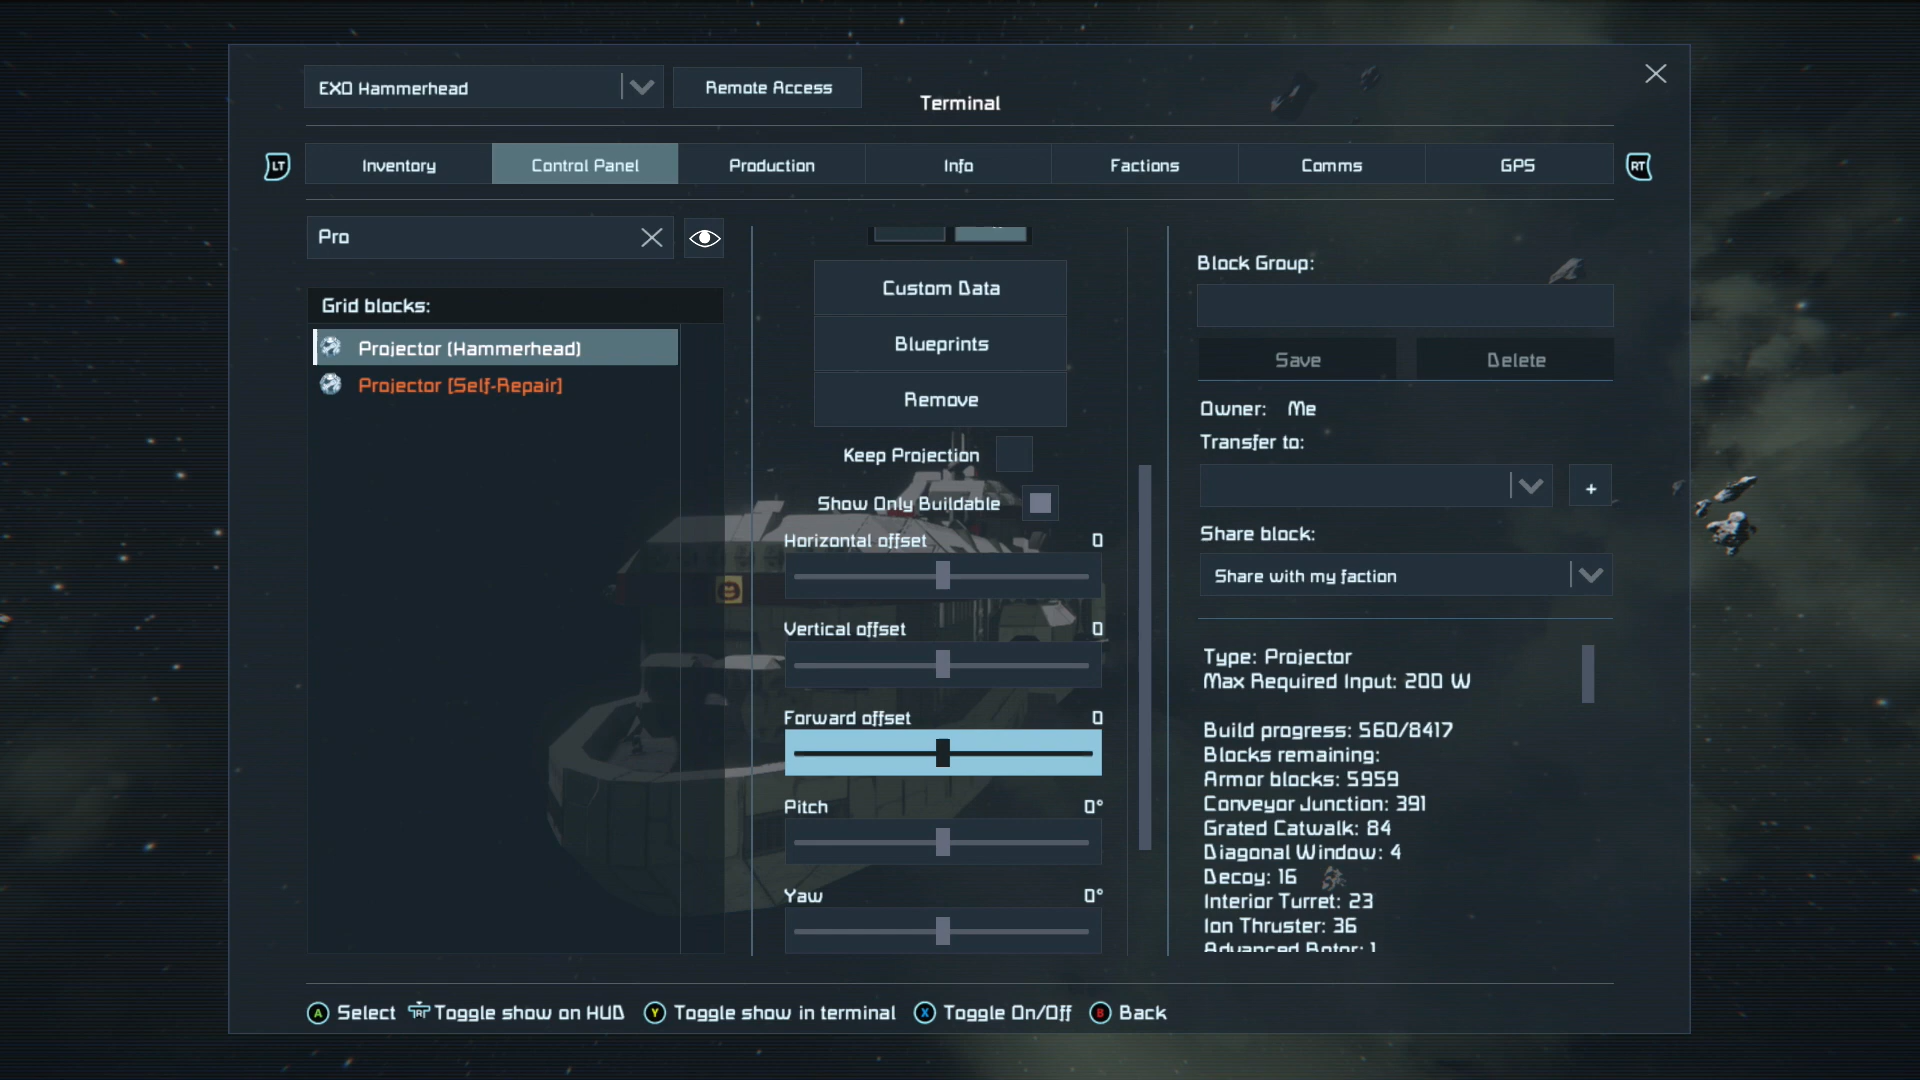 EXO Hammerhead
Remote Access
Terminal
LT
Inventory
Control Panel
Production
Info
Factions
Comms
GPS
RT
Pro
Grid blocks:
Projector (Hammerhead)
Projector [Self-Repair]
Custom Data
Blueprints
Remove
Keep Projection
Show Only Buildable
Horizontal offset 0
Vertical offset 0
Forward offset 0
Pitch 0°
Yaw 0°
Block Group:
Save
Delete
Owner: Me
Transfer to:
+
Share block:
Share with my faction
Type: Projector
Max Required Input: 200 W
Build progress: 560/8417
Blocks remaining:
Armor blocks: 5959
Conveyor Junction: 391
Grated Catwalk: 84
Diagonal Window: 4
Decoy: 16
Interior Turret: 23
Ion Thruster: 36
Advanced Rotor: 1
A Select Toggle show on HUD Y Toggle show in terminal X Toggle On/Off B Back